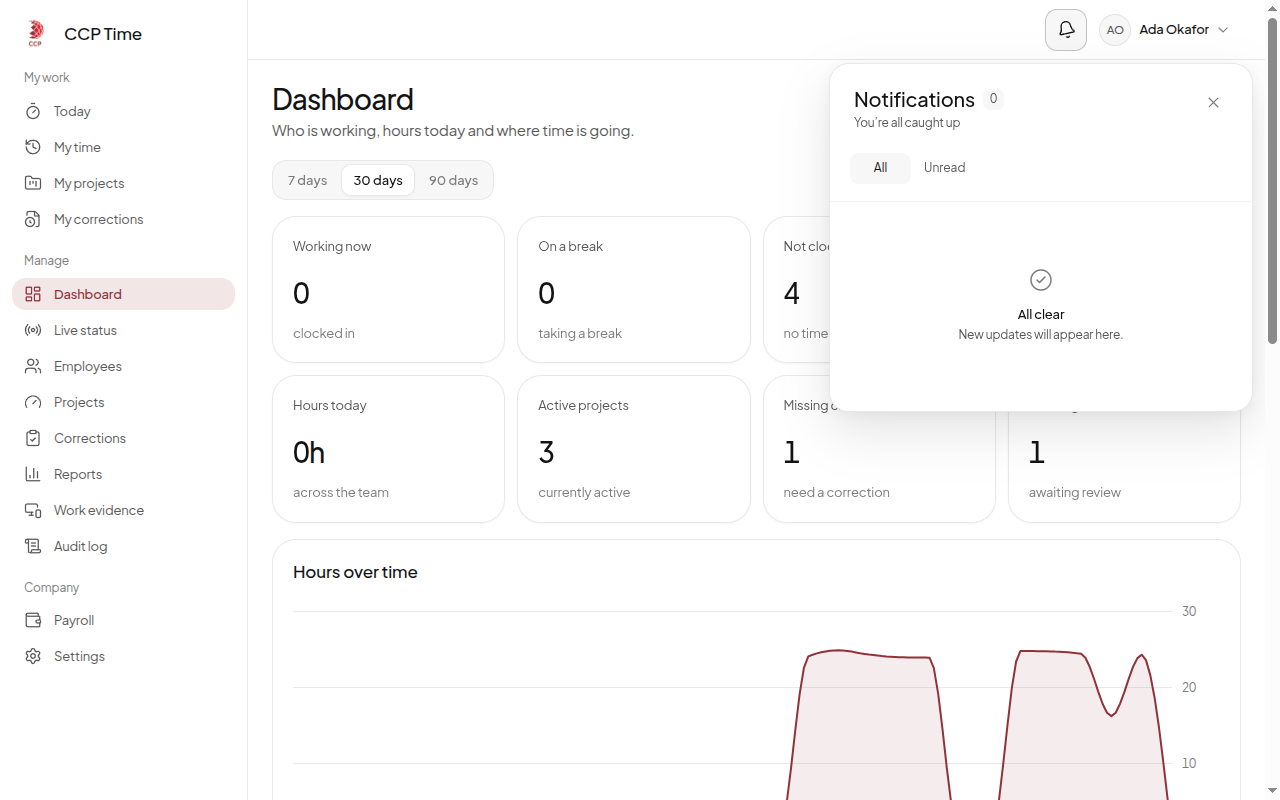 CCP
CCP Time
My work
Today
My time
My projects
My corrections
Manage
Dashboard
Live status
Employees
Projects
Corrections
Reports
Work evidence
Audit log
Company
Payroll
Settings
AO
Ada Okafor
Dashboard
Who is working, hours today and where time is going.
7 days
30 days
90 days
Notifications
0
You're all caught up
All
Unread
All clear
New updates will appear here.
Working now
0
clocked in
On a break
0
taking a break
Not clo
4
no time
Hours today
0h
across the team
Active projects
3
currently active
Missing
1
need a correction
1
awaiting review
Hours over time
30
20
10